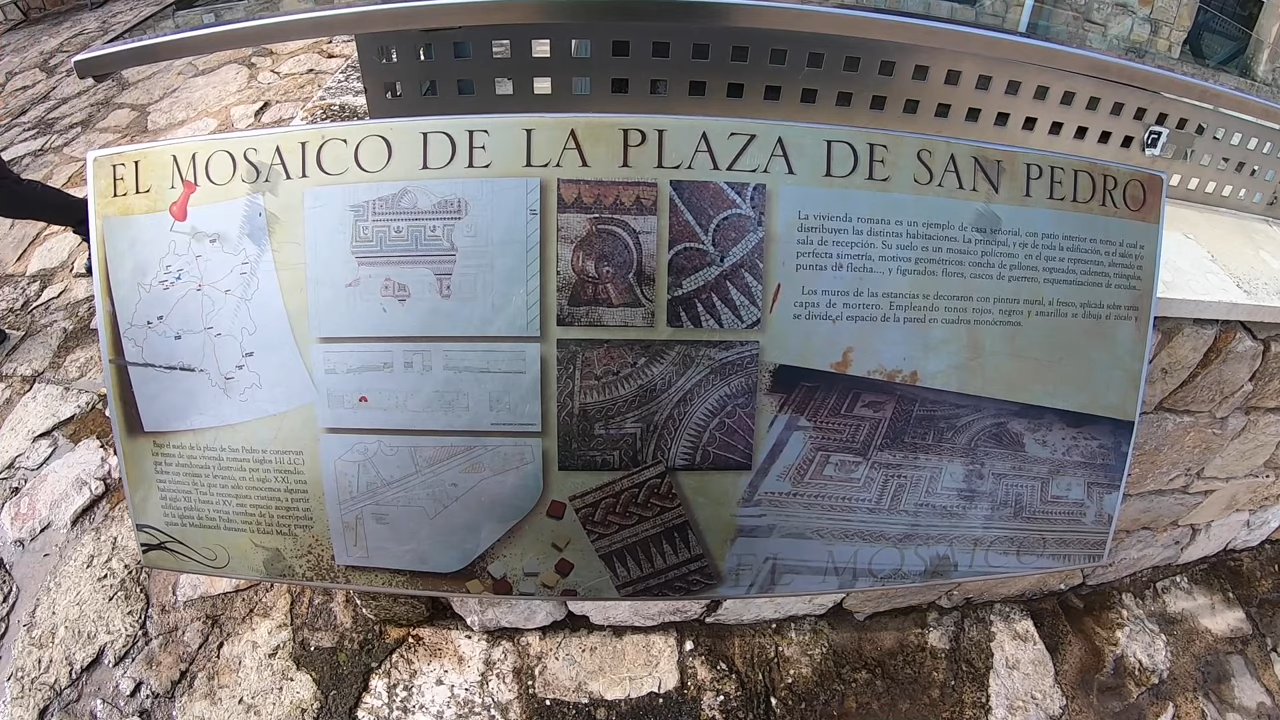 EL MOSAICO DE LA PLAZA DE SAN PEDRO
La vivienda romana es un ejemplo de casa señorial, con patio interior en torno al cual se
distribuyen las distintas habitaciones. La principal, y eje de toda la edificación, es el salón y/o
sala de recepción. Su suelo es un mosaico polícromo en el que se representan, alternado en
perfecta simetría, motivos geométricos: concha de gallones, sogueados, cadenetas, triángulos,
puntas de flecha..., y figurados: flores, cascos de guerrero, esquematizaciones de escudos...
Los muros de las estancias se decoraron con pintura mural, al fresco, aplicada sobre varias
capas de mortero. Empleando tonos rojos, negros y amarillos se dibuja el zócalo y
se divide el espacio de la pared en cuadros monócromos.
Bajo el suelo de la plaza de San Pedro se conservan
los restos de una vivienda romana (siglos I-II d.C.)
que fue abandonada y destruida por un incendio.
Sobre sus cenizas se levantó, en el siglo X-XI, una
casa islámica de la que tan sólo conocemos algunas
habitaciones. Tras la reconquista cristiana, a partir
del siglo XII y hasta el XV, este espacio acogerá un
edificio público y varias tumbas de la necrópolis
de la iglesia de San Pedro, una de las doce parro-
quias de Medinaceli durante la Edad Media.
EL MOSAICO